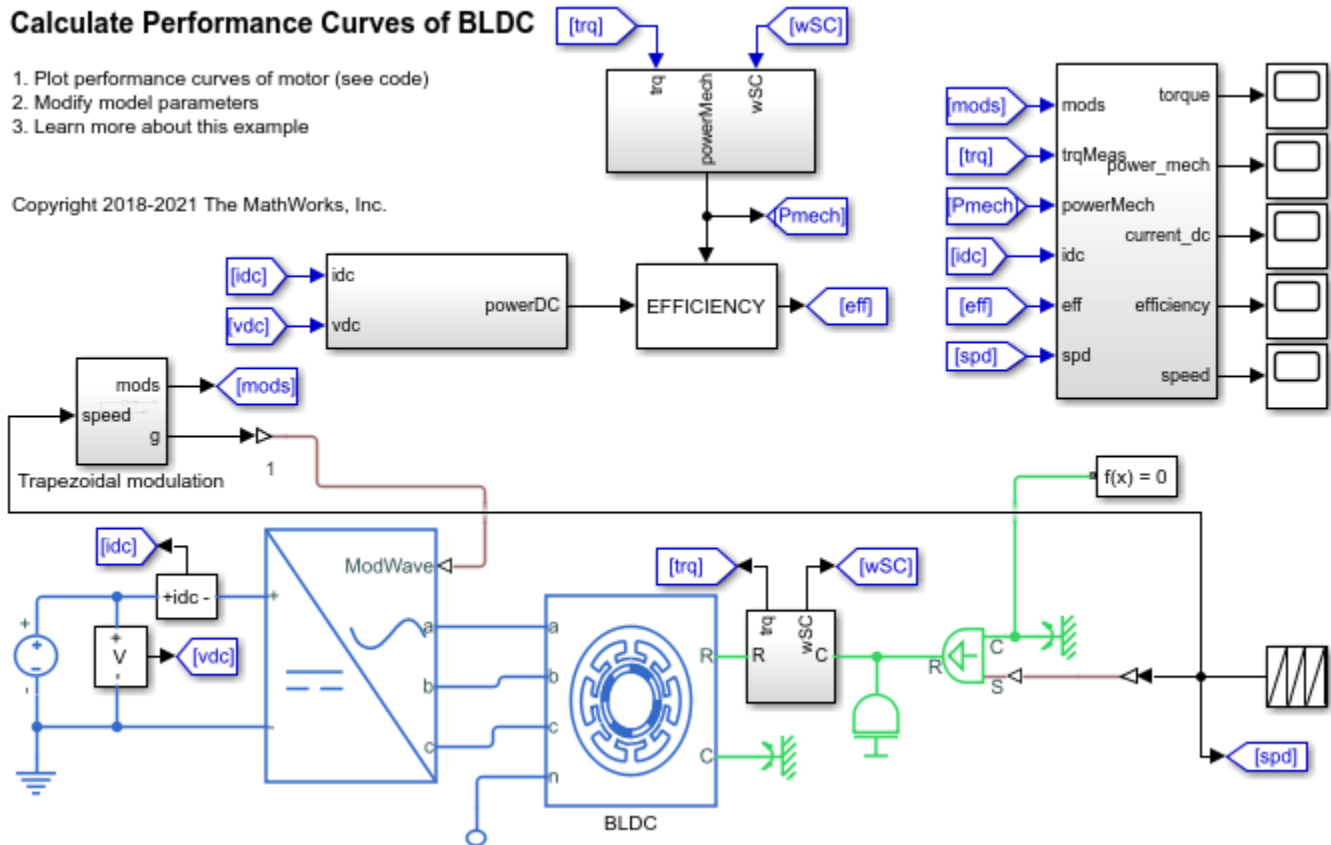 Calculate Performance Curves of BLDC
1. Plot performance curves of motor (see code)
2. Modify model parameters
3. Learn more about this example
Copyright 2018-2021 The MathWorks, Inc.
[trq]
[wSC]
trq
powerMech
wSC
[Pmech]
[idc]
idc
[vdc]
vdc
powerDC
EFFICIENCY
[eff]
[mods]
mods
torque
[trq]
trqMeas
power_mech
[Pmech]
powerMech
current_dc
[idc]
idc
[eff]
eff
efficiency
[spd]
spd
speed
mods
[mods]
speed
g
1
Trapezoidal modulation
f(x) = 0
[idc]
+idc -
+
+
-
+
V
-
[vdc]
+
-
ModWave
a
b
c
a
b
c
n
R
C
BLDC
[trq]
[wSC]
trq
wSC
R
C
R
C
S
[spd]